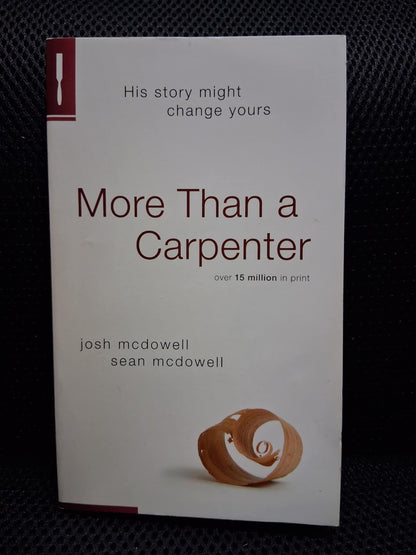 His story might
change yours
More Than a
Carpenter
over 15 million in print
josh mcdowell
sean mcdowell